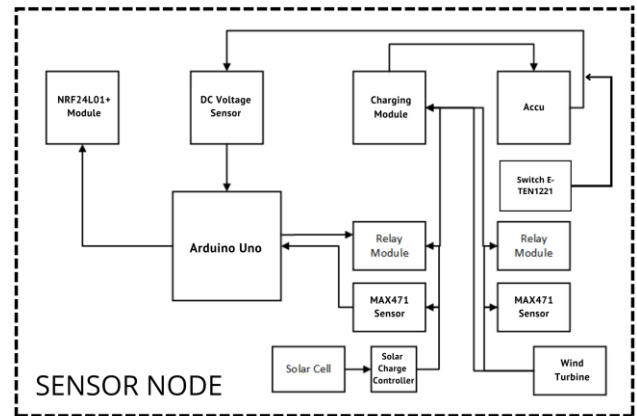 NRF24L01+
Module
DC Voltage
Sensor
Charging
Module
Accu
Switch E-
TEN1221
Arduino Uno
Relay
Module
Relay
Module
MAX471
Sensor
MAX471
Sensor
Solar Cell
Solar
Charge
Controller
Wind
Turbine
SENSOR NODE